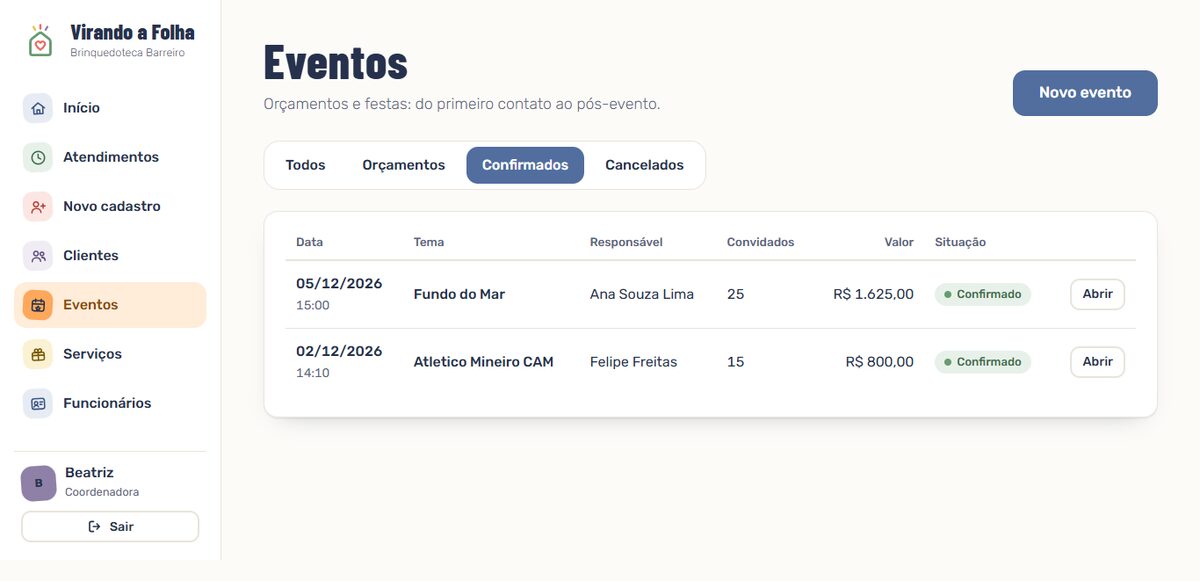 Virando a Folha
Brinquedoteca Barreiro
Início
Atendimentos
Novo cadastro
Clientes
Eventos
Serviços
Funcionários
B
Beatriz
Coordenadora
Sair
Eventos
Orçamentos e festas: do primeiro contato ao pós-evento.
Novo evento
Todos Orçamentos Confirmados Cancelados
Data Tema Responsável Convidados Valor Situação
05/12/2026
15:00
Fundo do Mar Ana Souza Lima 25 R$ 1.625,00 Confirmado Abrir
02/12/2026
14:10
Atletico Mineiro CAM Felipe Freitas 15 R$ 800,00 Confirmado Abrir